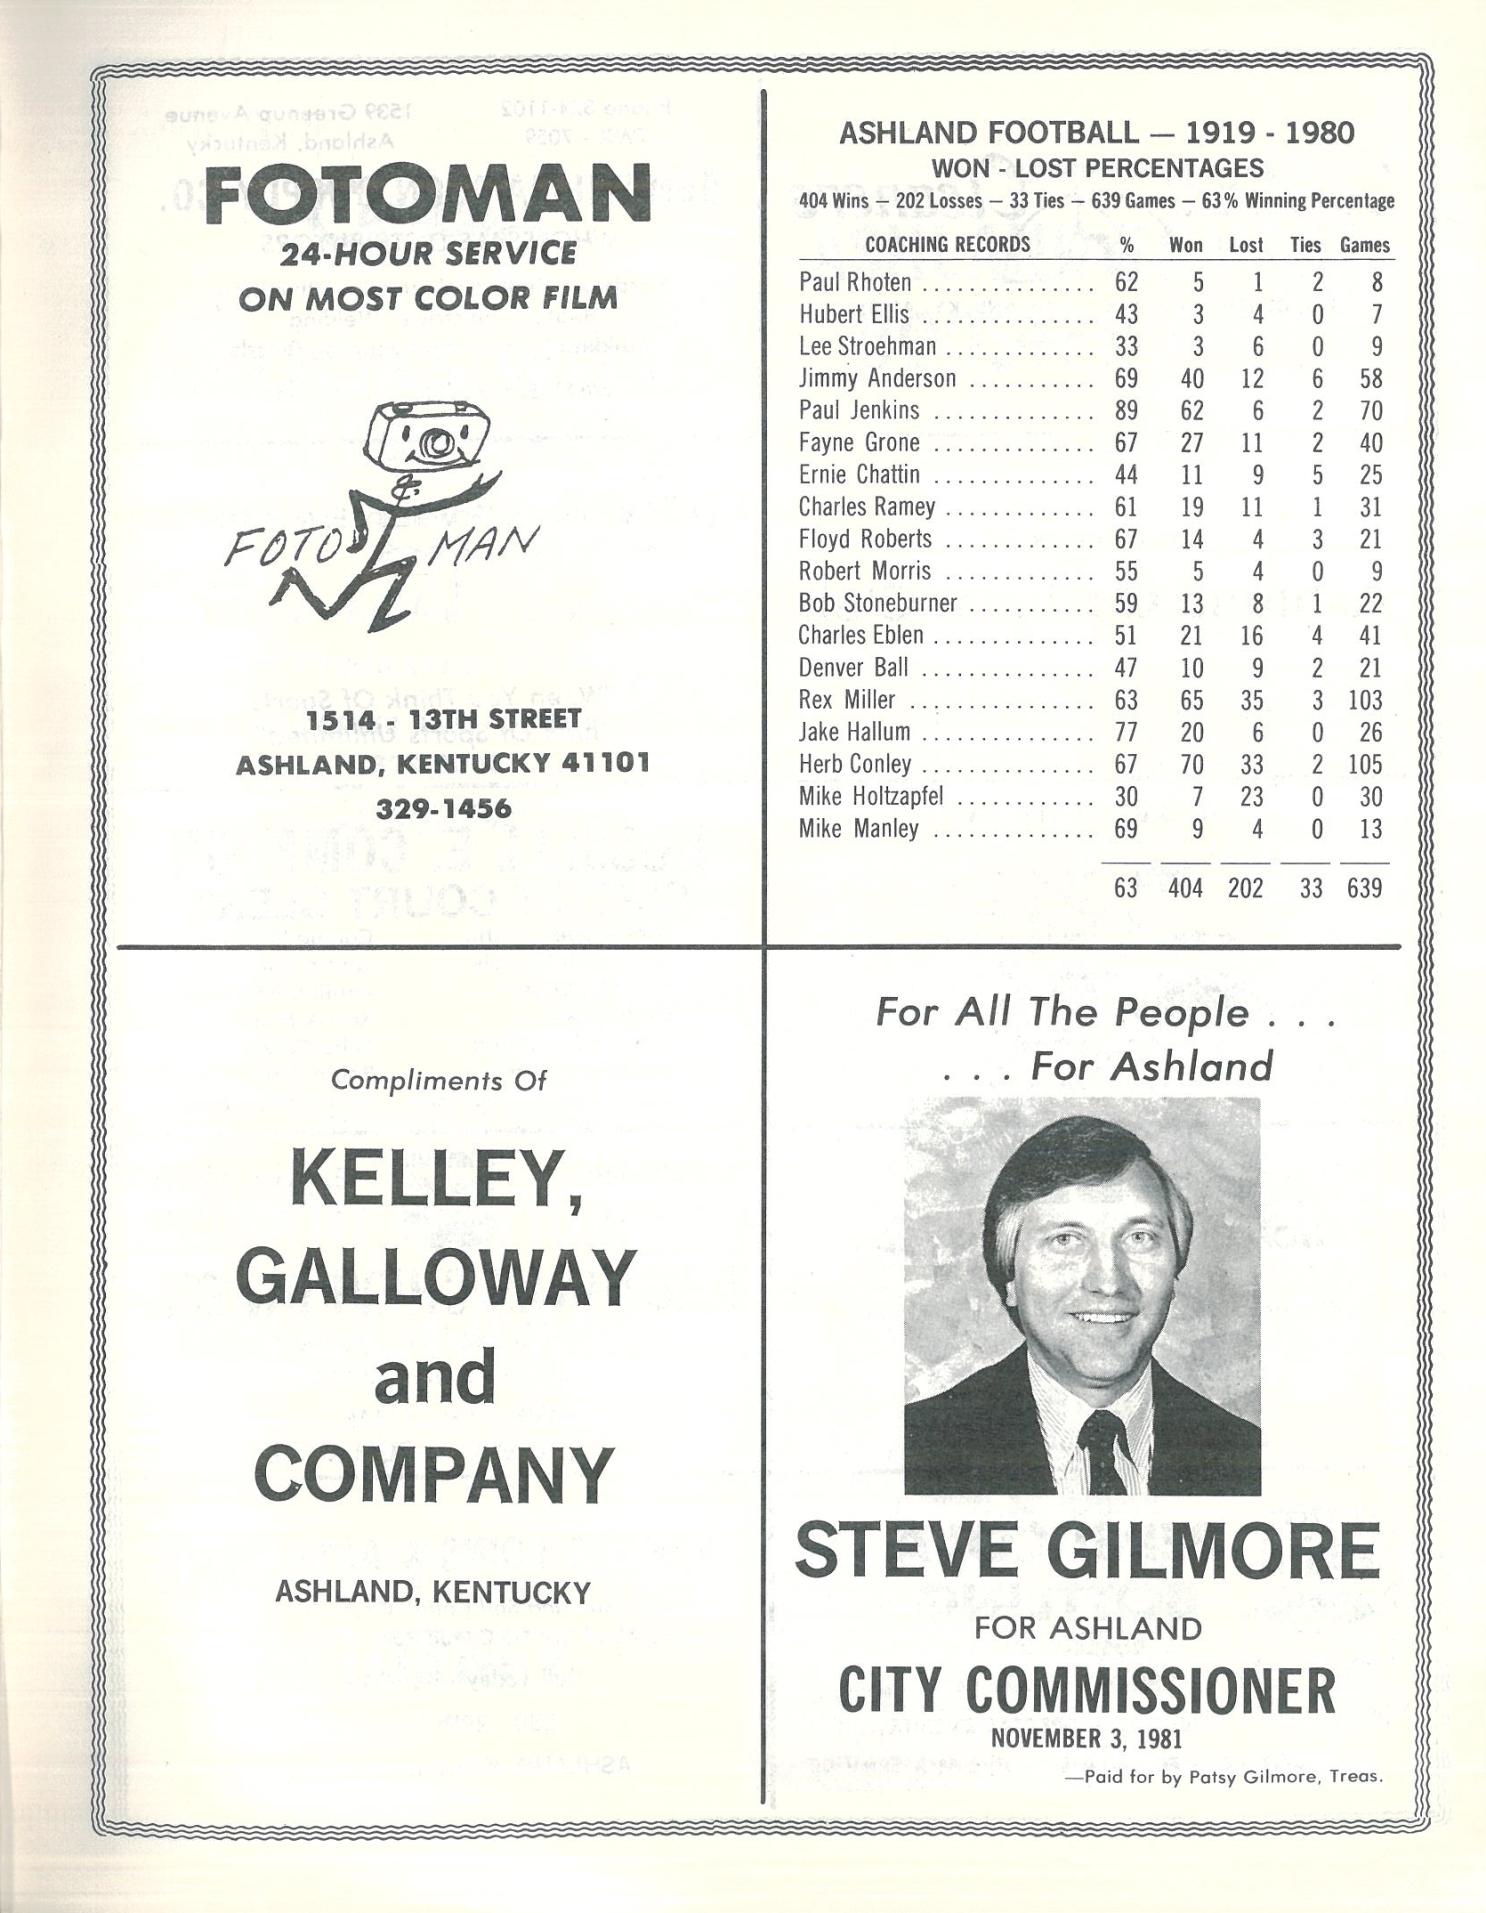 FOTOMAN
24-HOUR SERVICE
ON MOST COLOR FILM
FOTO MAN
1514 - 13TH STREET
ASHLAND, KENTUCKY 41101
329-1456
ASHLAND FOOTBALL — 1919 - 1980
WON - LOST PERCENTAGES
404 Wins — 202 Losses — 33 Ties — 639 Games — 63% Winning Percentage
COACHING RECORDS % Won Lost Ties Games
Paul Rhoten ............... 62 5 1 2 8
Hubert Ellis ............... 43 3 4 0 7
Lee Stroehman ............. 33 3 6 0 9
Jimmy Anderson ........... 69 40 12 6 58
Paul Jenkins .............. 89 62 6 2 70
Fayne Grone .............. 67 27 11 2 40
Ernie Chattin .............. 44 11 9 5 25
Charles Ramey ............. 61 19 11 1 31
Floyd Roberts ............. 67 14 4 3 21
Robert Morris ............. 55 5 4 0 9
Bob Stoneburner ........... 59 13 8 1 22
Charles Eblen .............. 51 21 16 4 41
Denver Ball ............... 47 10 9 2 21
Rex Miller ................ 63 65 35 3 103
Jake Hallum ............... 77 20 6 0 26
Herb Conley ............... 67 70 33 2 105
Mike Holtzapfel ............ 30 7 23 0 30
Mike Manley .............. 69 9 4 0 13
63 404 202 33 639
Compliments Of
KELLEY,
GALLOWAY
and
COMPANY
ASHLAND, KENTUCKY
For All The People . . .
. . . For Ashland
STEVE GILMORE
FOR ASHLAND
CITY COMMISSIONER
NOVEMBER 3, 1981
—Paid for by Patsy Gilmore, Treas.